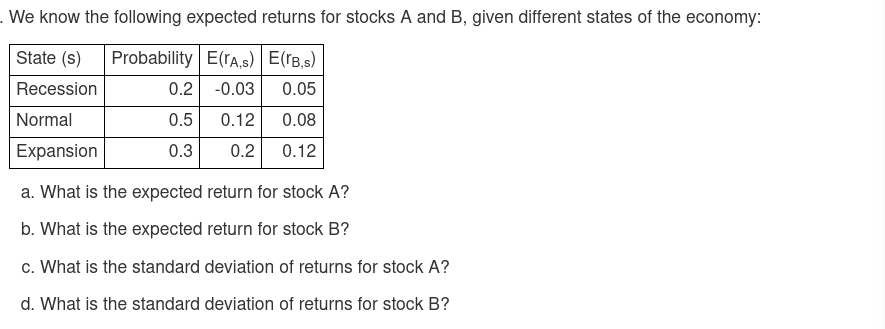 . We know the following expected returns for stocks A and B, given different states of the economy:
State (s) Probability E(rA,s) E(rB,s)
Recession 0.2 -0.03 0.05
Normal 0.5 0.12 0.08
Expansion 0.3 0.2 0.12
a. What is the expected return for stock A?
b. What is the expected return for stock B?
c. What is the standard deviation of returns for stock A?
d. What is the standard deviation of returns for stock B?